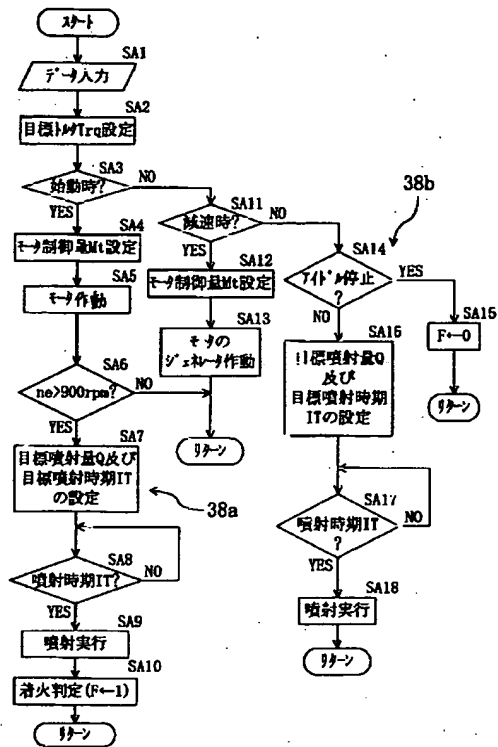 スタート
SA1
データ入力
SA2
目標トルクTrq設定
SA3
始動時?
NO
YES
SA4
モータ制御量Mt設定
SA5
モータ作動
SA6
ne>900rpm?
NO
YES
SA7
目標噴射量Q及び
目標噴射時期IT
の設定
38a
SA8
噴射時期IT?
NO
YES
SA9
噴射実行
SA10
着火判定(F←1)
リターン
SA11
減速時?
NO
YES
SA12
モータ制御量Mt設定
SA13
モータの
ジェネレータ作動
リターン
38b
SA14
アイドル停止
?
YES
NO
SA15
F←0
リターン
SA16
目標噴射量Q
及び
目標噴射時期
ITの設定
SA17
噴射時期IT
?
NO
YES
SA18
噴射実行
リターン